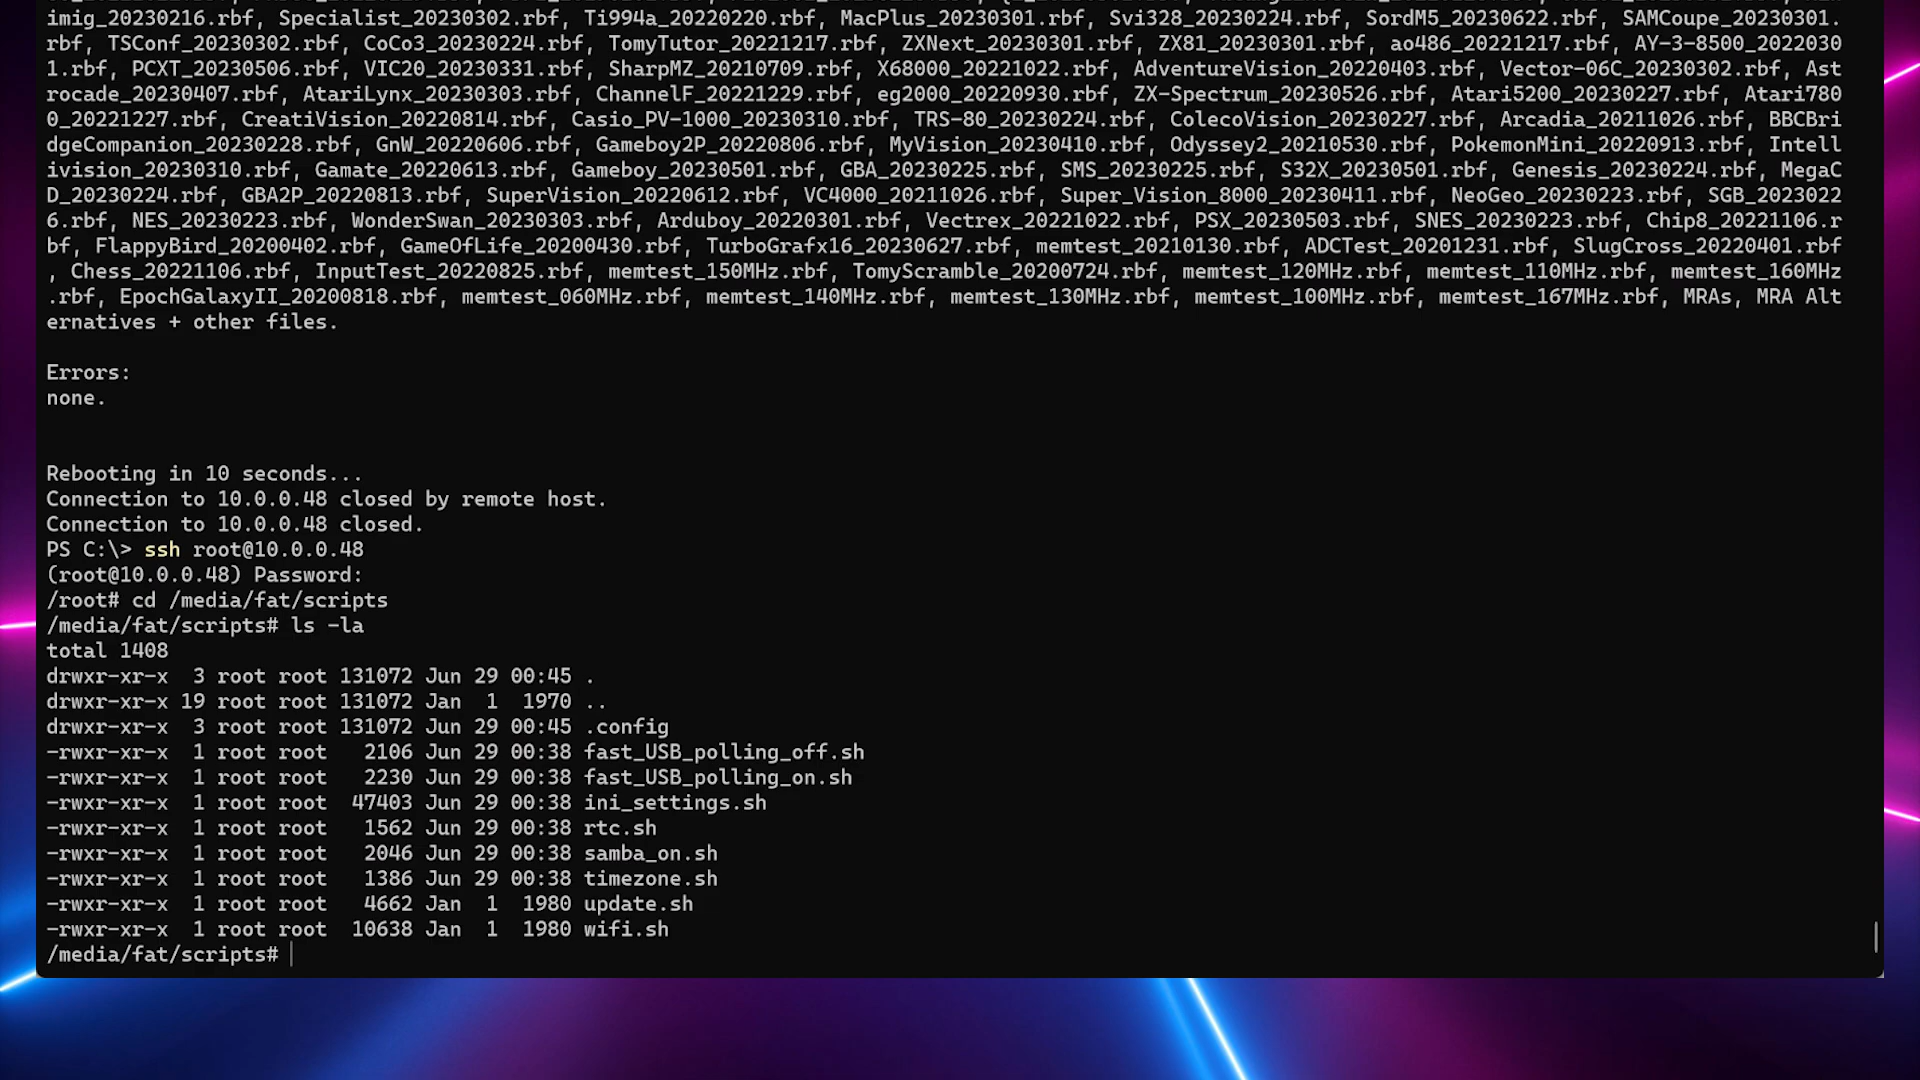 imig_20230216.rbf, Specialist_20230302.rbf, Ti994a_20220220.rbf, MacPlus_20230301.rbf, Svi328_20230224.rbf, SordM5_20230622.rbf, SAMCoupe_20230301.
rbf, TSConf_20230302.rbf, CoCo3_20230224.rbf, TomyTutor_20221217.rbf, ZXNext_20230301.rbf, ZX81_20230301.rbf, ao486_20221217.rbf, AY-3-8500_2022030
1.rbf, PCXT_20230506.rbf, VIC20_20230331.rbf, SharpMZ_20210709.rbf, X68000_20221022.rbf, AdventureVision_20220403.rbf, Vector-06C_20230302.rbf, Ast
rocade_20230407.rbf, AtariLynx_20230303.rbf, ChannelF_20221229.rbf, eg2000_20220930.rbf, ZX-Spectrum_20230526.rbf, Atari5200_20230227.rbf, Atari780
0_20221227.rbf, CreatiVision_20220814.rbf, Casio_PV-1000_20230310.rbf, TRS-80_20230224.rbf, ColecoVision_20230227.rbf, Arcadia_20211026.rbf, BBCBri
dgeCompanion_20230228.rbf, GnW_20220606.rbf, Gameboy2P_20220806.rbf, MyVision_20230410.rbf, Odyssey2_20210530.rbf, PokemonMini_20220913.rbf, Intell
ivision_20230310.rbf, Gamate_20220613.rbf, Gameboy_20230501.rbf, GBA_20230225.rbf, SMS_20230225.rbf, S32X_20230501.rbf, Genesis_20230224.rbf, MegaC
D_20230224.rbf, GBA2P_20220813.rbf, SuperVision_20220612.rbf, VC4000_20211026.rbf, Super_Vision_8000_20230411.rbf, NeoGeo_20230223.rbf, SGB_2023022
6.rbf, NES_20230223.rbf, WonderSwan_20230303.rbf, Arduboy_20220301.rbf, Vectrex_20221022.rbf, PSX_20230503.rbf, SNES_20230223.rbf, Chip8_20221106.r
bf, FlappyBird_20200402.rbf, GameOfLife_20200430.rbf, TurboGrafx16_20230627.rbf, memtest_20210130.rbf, ADCTest_20201231.rbf, SlugCross_20220401.rbf
, Chess_20221106.rbf, InputTest_20220825.rbf, memtest_150MHz.rbf, TomyScramble_20200724.rbf, memtest_120MHz.rbf, memtest_110MHz.rbf, memtest_160MHz
.rbf, EpochGalaxyII_20200818.rbf, memtest_060MHz.rbf, memtest_140MHz.rbf, memtest_130MHz.rbf, memtest_100MHz.rbf, memtest_167MHz.rbf, MRAs, MRA Alt
ernatives + other files.
Errors:
none.
Rebooting in 10 seconds...
Connection to 10.0.0.48 closed by remote host.
Connection to 10.0.0.48 closed.
PS C:\> ssh root@10.0.0.48
(root@10.0.0.48) Password:
/root# cd /media/fat/scripts
/media/fat/scripts# ls -la
total 1408
drwxr-xr-x  3 root root 131072 Jun 29 00:45 .
drwxr-xr-x 19 root root 131072 Jan  1  1970 ..
drwxr-xr-x  3 root root 131072 Jun 29 00:45 .config
-rwxr-xr-x  1 root root   2106 Jun 29 00:38 fast_USB_polling_off.sh
-rwxr-xr-x  1 root root   2230 Jun 29 00:38 fast_USB_polling_on.sh
-rwxr-xr-x  1 root root  47403 Jun 29 00:38 ini_settings.sh
-rwxr-xr-x  1 root root   1562 Jun 29 00:38 rtc.sh
-rwxr-xr-x  1 root root   2046 Jun 29 00:38 samba_on.sh
-rwxr-xr-x  1 root root   1386 Jun 29 00:38 timezone.sh
-rwxr-xr-x  1 root root   4662 Jan  1  1980 update.sh
-rwxr-xr-x  1 root root  10638 Jan  1  1980 wifi.sh
/media/fat/scripts#